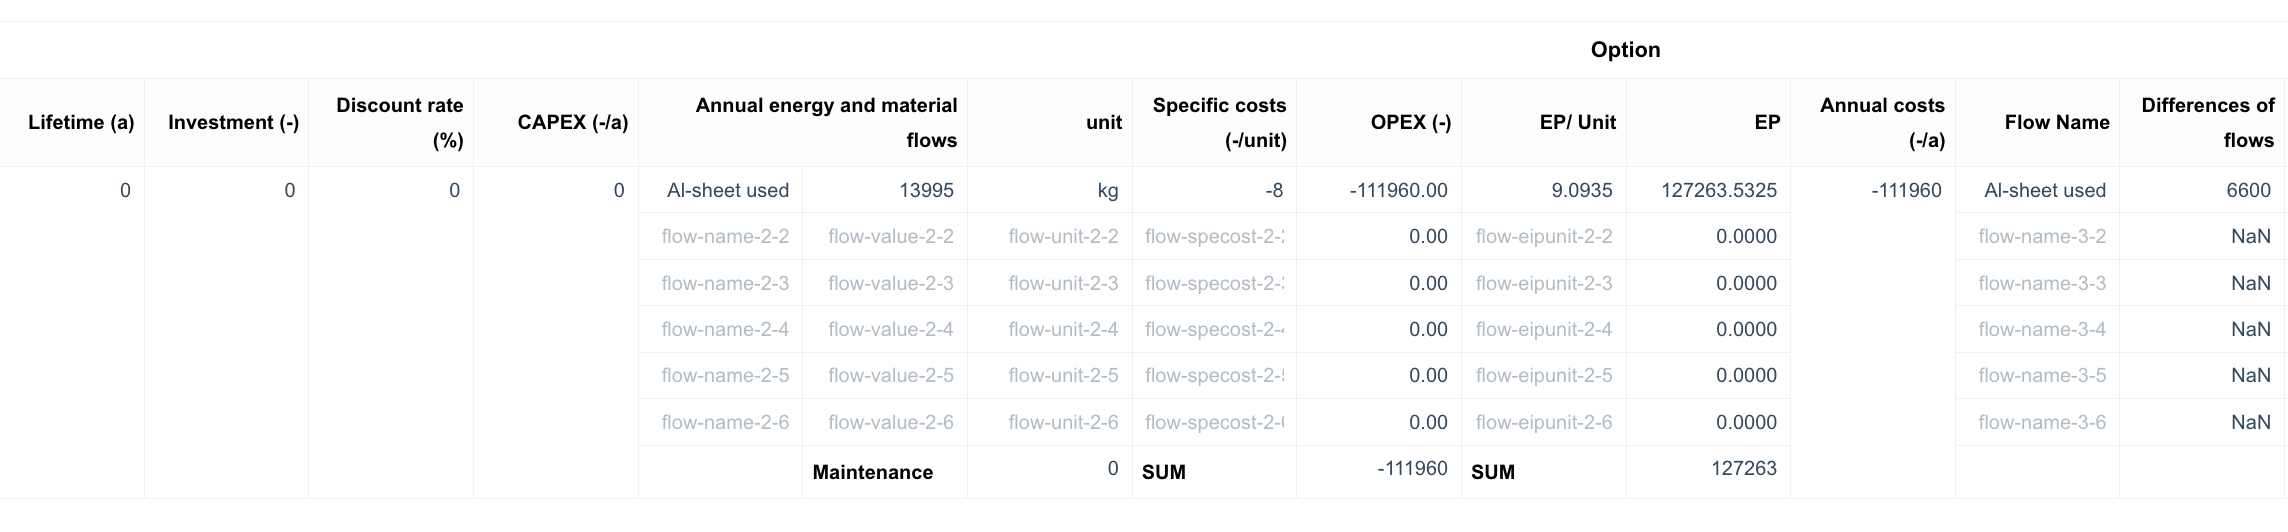 Option
Lifetime (a) Investment (-) Discount rate (%) CAPEX (-/a) Annual energy and material flows unit Specific costs (-/unit) OPEX (-) EP/ Unit EP Annual costs (-/a) Flow Name Differences of flows
0 0 0 0 Al-sheet used 13995 kg -8 -111960.00 9.0935 127263.5325 -111960 Al-sheet used 6600
flow-name-2-2 flow-value-2-2 flow-unit-2-2 flow-specost-2- 0.00 flow-eipunit-2-2 0.0000 flow-name-3-2 NaN
flow-name-2-3 flow-value-2-3 flow-unit-2-3 flow-specost-2- 0.00 flow-eipunit-2-3 0.0000 flow-name-3-3 NaN
flow-name-2-4 flow-value-2-4 flow-unit-2-4 flow-specost-2- 0.00 flow-eipunit-2-4 0.0000 flow-name-3-4 NaN
flow-name-2-5 flow-value-2-5 flow-unit-2-5 flow-specost-2- 0.00 flow-eipunit-2-5 0.0000 flow-name-3-5 NaN
flow-name-2-6 flow-value-2-6 flow-unit-2-6 flow-specost-2- 0.00 flow-eipunit-2-6 0.0000 flow-name-3-6 NaN
Maintenance 0 SUM -111960 SUM 127263